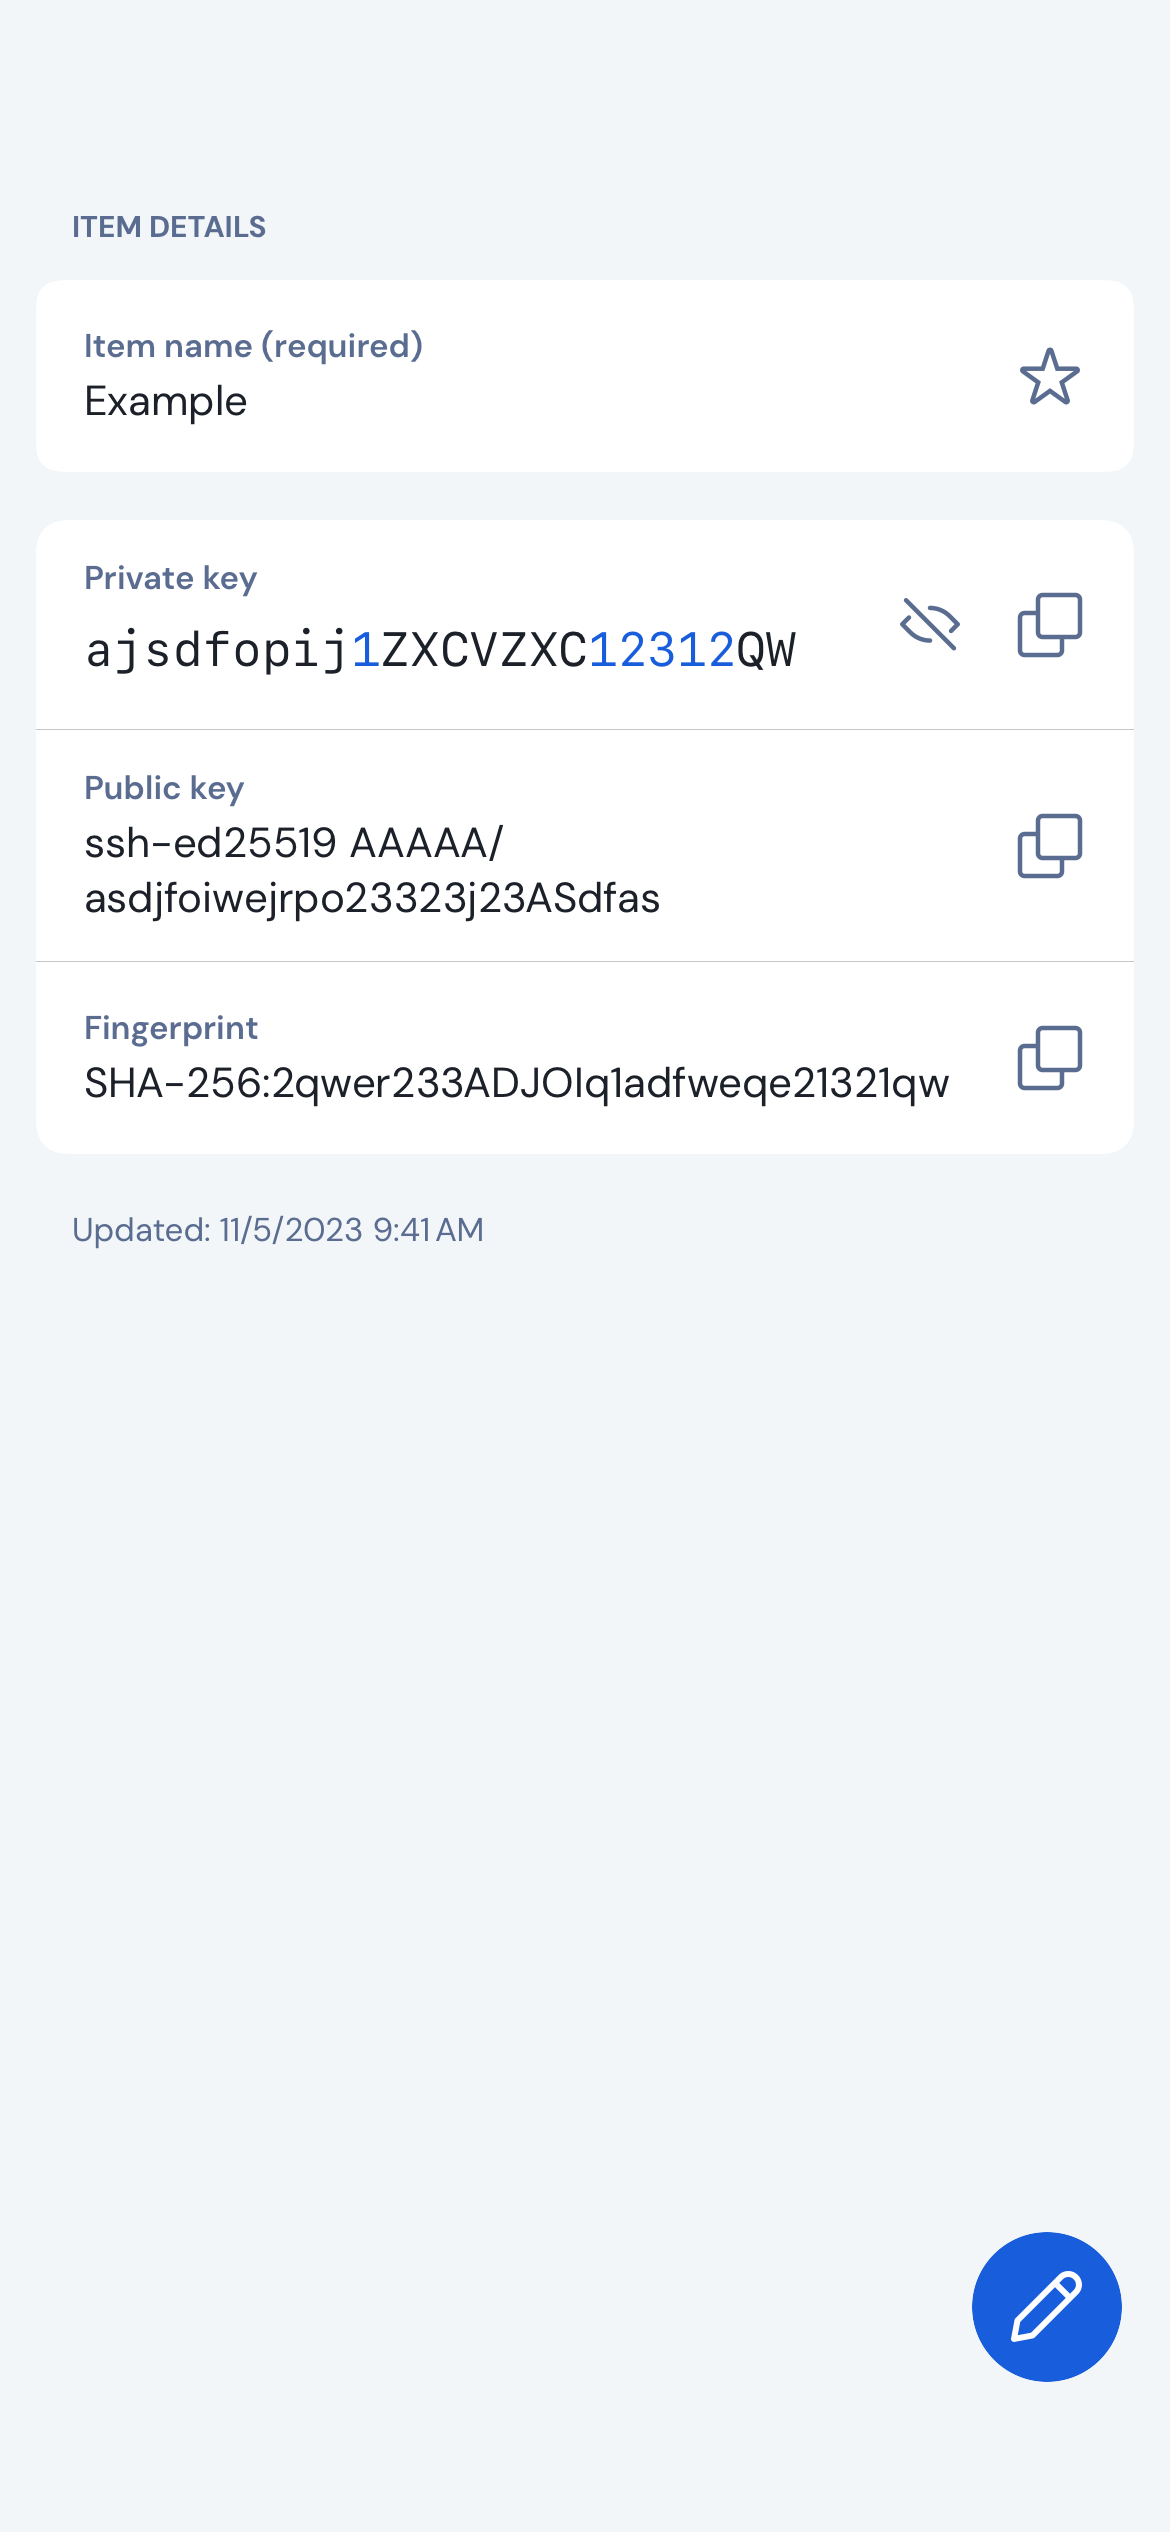 ITEM DETAILS
Item name (required)
Example
Private key
ajsdfopij1ZXCVZXC12312QW
Public key
ssh-ed25519 AAAAA/
asdjfoiwejrpo23323j23ASdfas
Fingerprint
SHA-256:2qwer233ADJOIq1adfweqe21321qw
Updated: 11/5/2023 9:41 AM